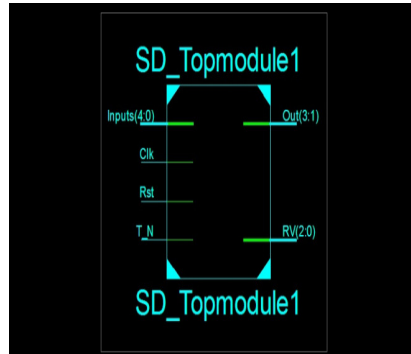 SD_Topmodule1
Inputs(4:0) Out(3:1)
Clk
Rst
T_N RV(2:0)
SD_Topmodule1